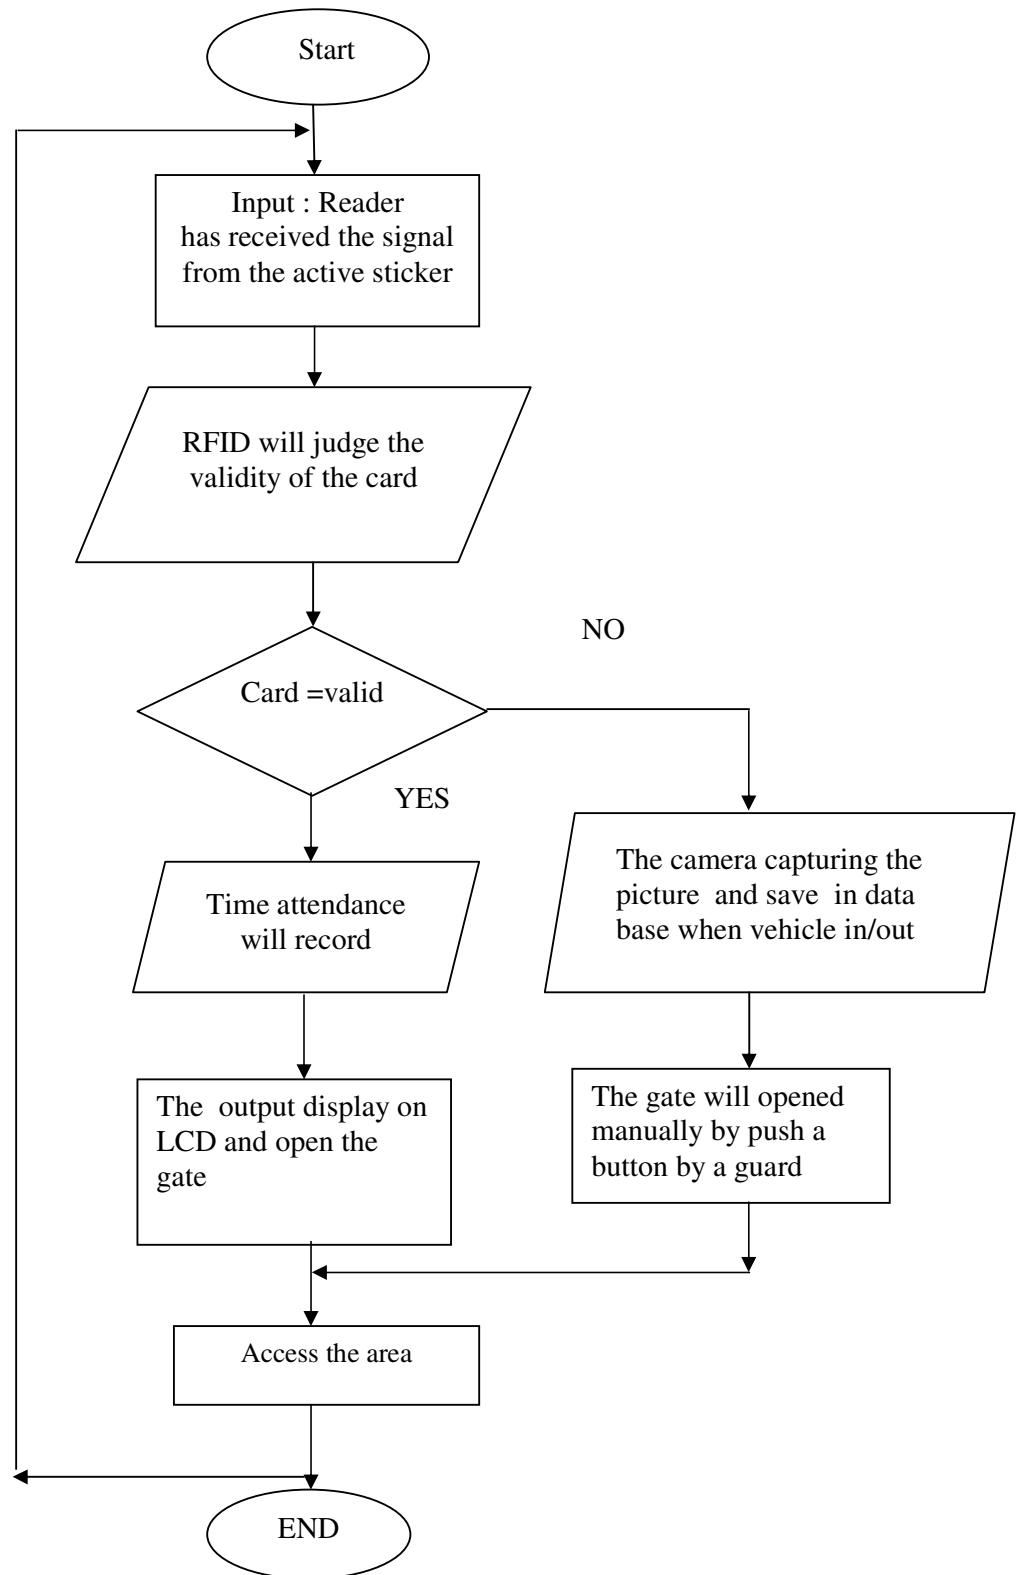 Start
Input : Reader
has received the signal
from the active sticker
RFID will judge the
validity of the card
NO
Card =valid
YES
The camera capturing the
picture  and save  in data
base when vehicle in/out
Time attendance
will record
The gate will opened
manually by push a
button by a guard
The  output display on
LCD and open the
gate
Access the area
END